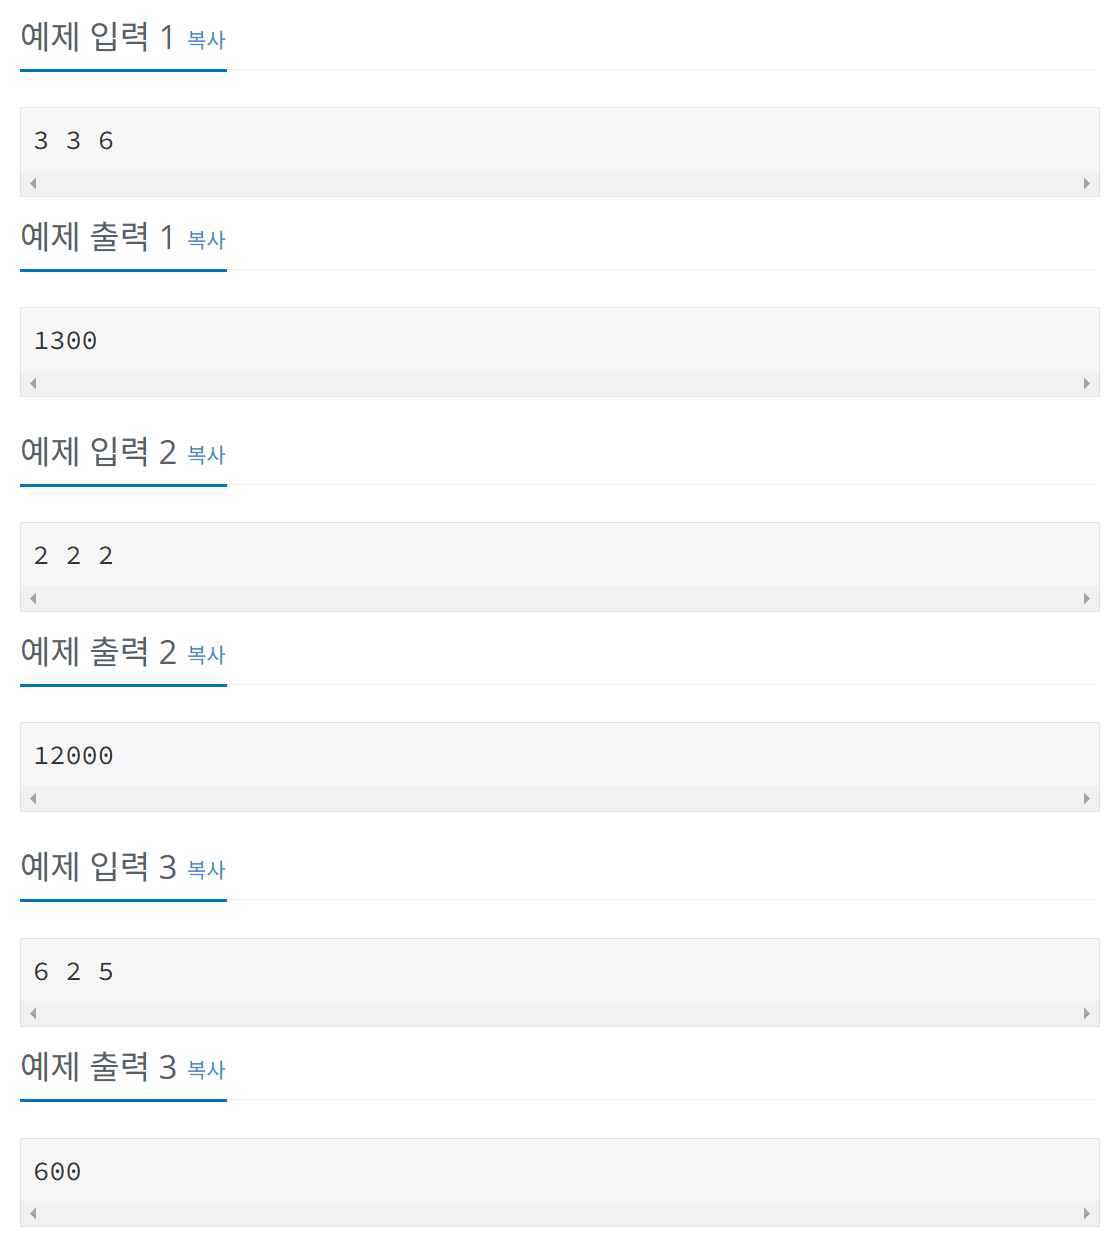 예제 입력 1 복사
3 3 6
예제 출력 1 복사
1300
예제 입력 2 복사
2 2 2
예제 출력 2 복사
12000
예제 입력 3 복사
6 2 5
예제 출력 3 복사
600